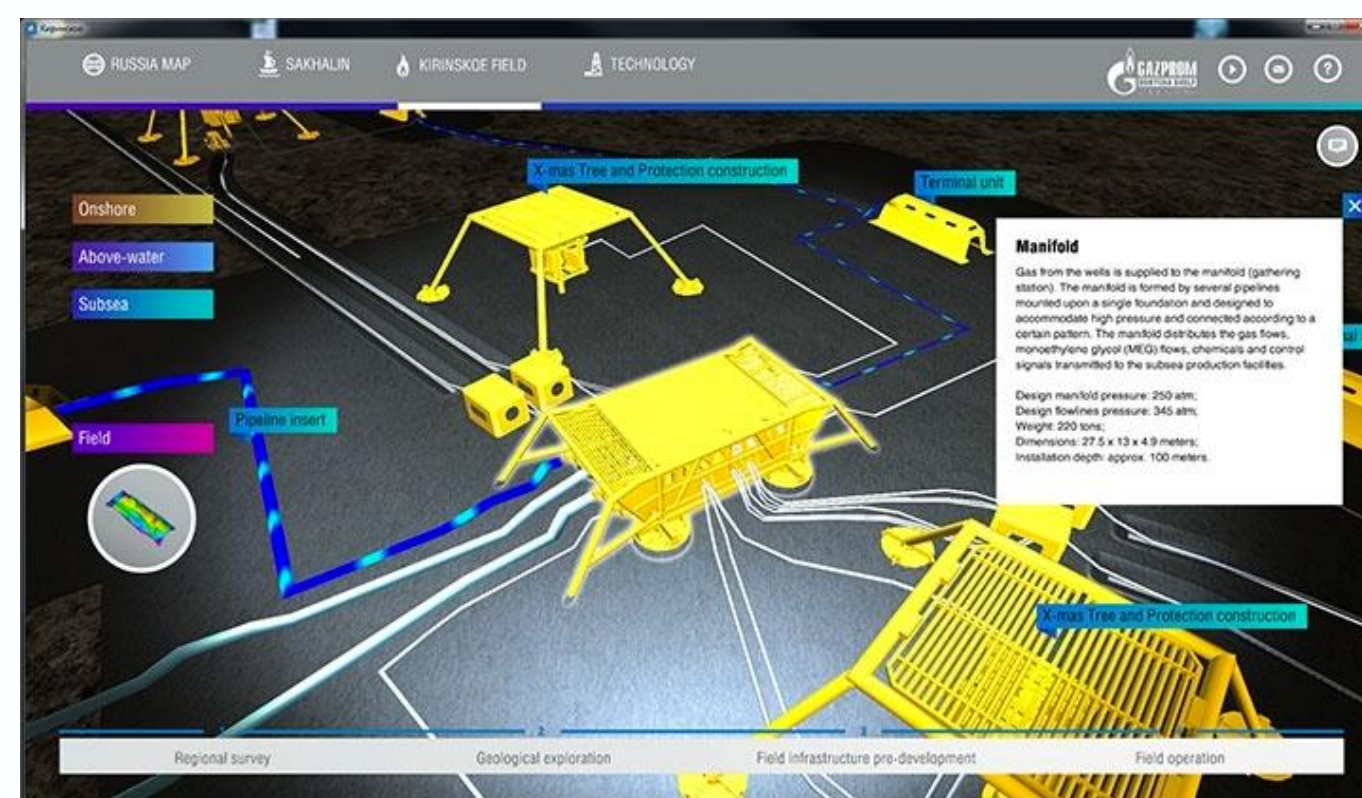 Киринское
RUSSIA MAP
SAKHALIN
KIRINSKOE FIELD
TECHNOLOGY
GAZPROM
?
X-mas Tree and Protection construction
Terminal unit
Onshore
Above-water
Subsea
Manifold
Gas from the wells is supplied to the manifold (gathering
station). The manifold is formed by several pipelines
mounted upon a single foundation and designed to
accommodate high pressure and connected according to a
certain pattern. The manifold distributes the gas flows,
monoethylene glycol (MEG) flows, chemicals and control
signals transmitted to the subsea production facilities.
Design manifold pressure: 250 atm;
Design flowlines pressure: 345 atm;
Weight: 220 tons;
Dimensions: 27.5 x 13 x 4.9 meters;
Installation depth: approx. 100 meters.
Pipeline insert
Field
X-mas Tree and Protection construction
2
3
Regional survey
Geological exploration
Field infrastructure pre-development
Field operation